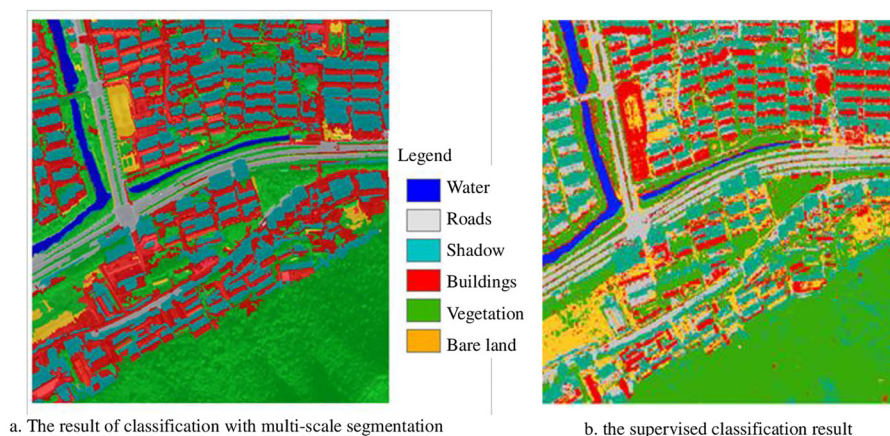 Legend
Water
Roads
Shadow
Buildings
Vegetation
Bare land
a. The result of classification with multi-scale segmentation
b. the supervised classification result